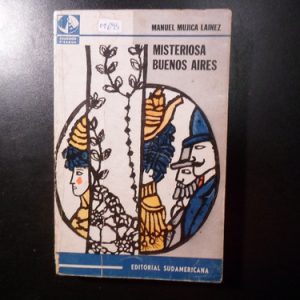 MANUEL MUJICA LAINEZ
MISTERIOSA
BUENOS AIRES
EDITORIAL SUDAMERICANA